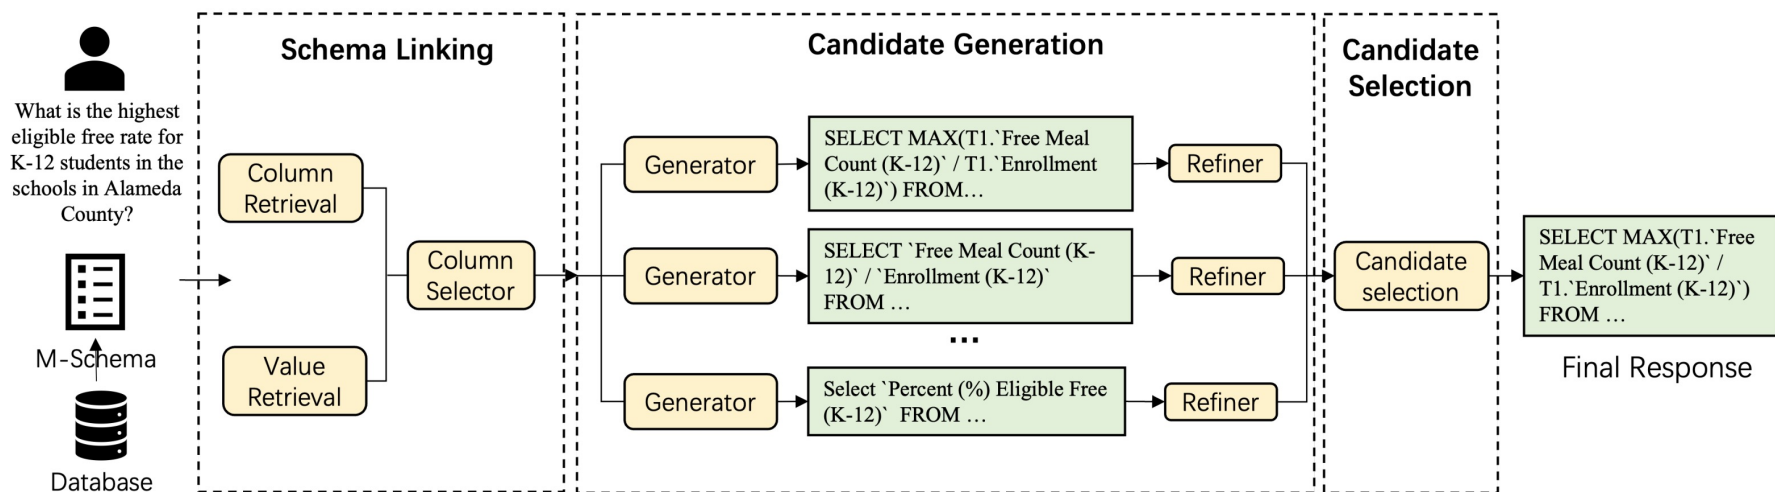 What is the highest
eligible free rate for
K-12 students in the
schools in Alameda
County?
M-Schema
Database
Schema Linking
Column
Retrieval
Value
Retrieval
Column
Selector
Candidate Generation
Generator
SELECT MAX(T1.`Free Meal
Count (K-12)` / T1.`Enrollment
(K-12)`) FROM…
Refiner
Generator
SELECT `Free Meal Count (K-
12)` / `Enrollment (K-12)`
FROM …
Refiner
...
Generator
Select `Percent (%) Eligible Free
(K-12)` FROM …
Refiner
Candidate
Selection
Candidate
selection
SELECT MAX(T1.`Free
Meal Count (K-12)` /
T1.`Enrollment (K-12)`)
FROM …
Final Response